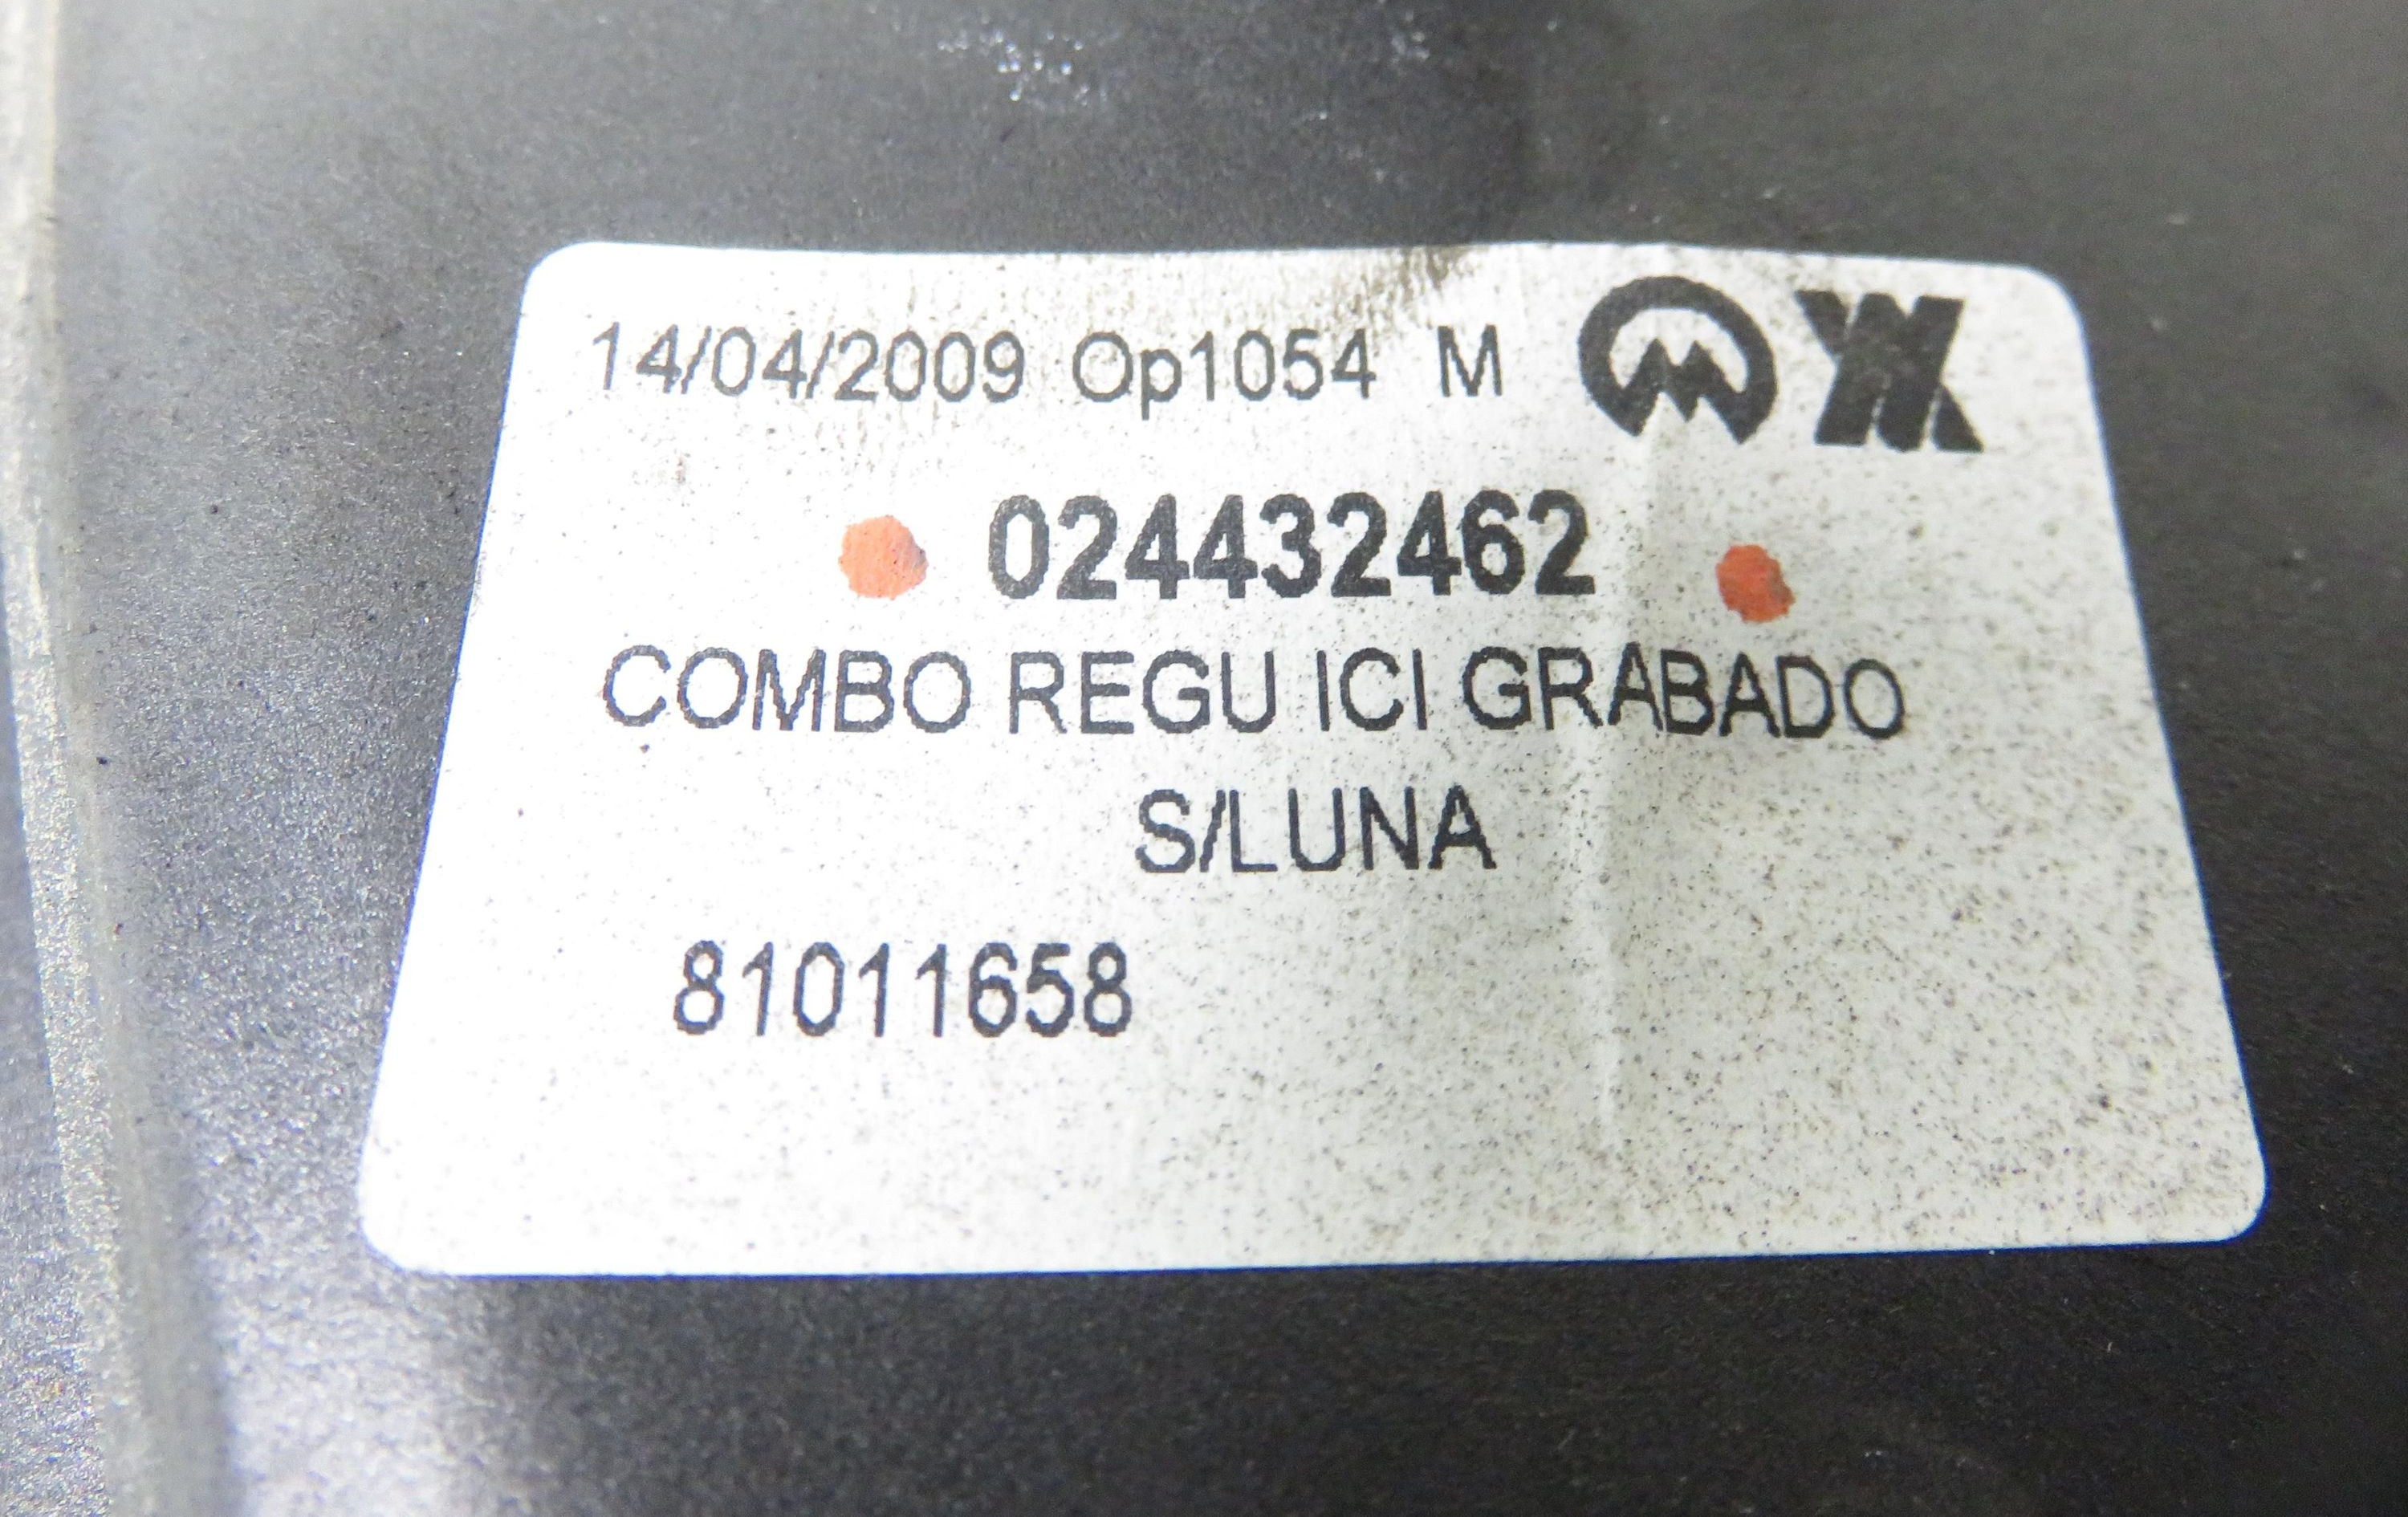 14/04/2009 Op1054 M
024432462
COMBO REGU ICI GRABADO
S/LUNA
81011658